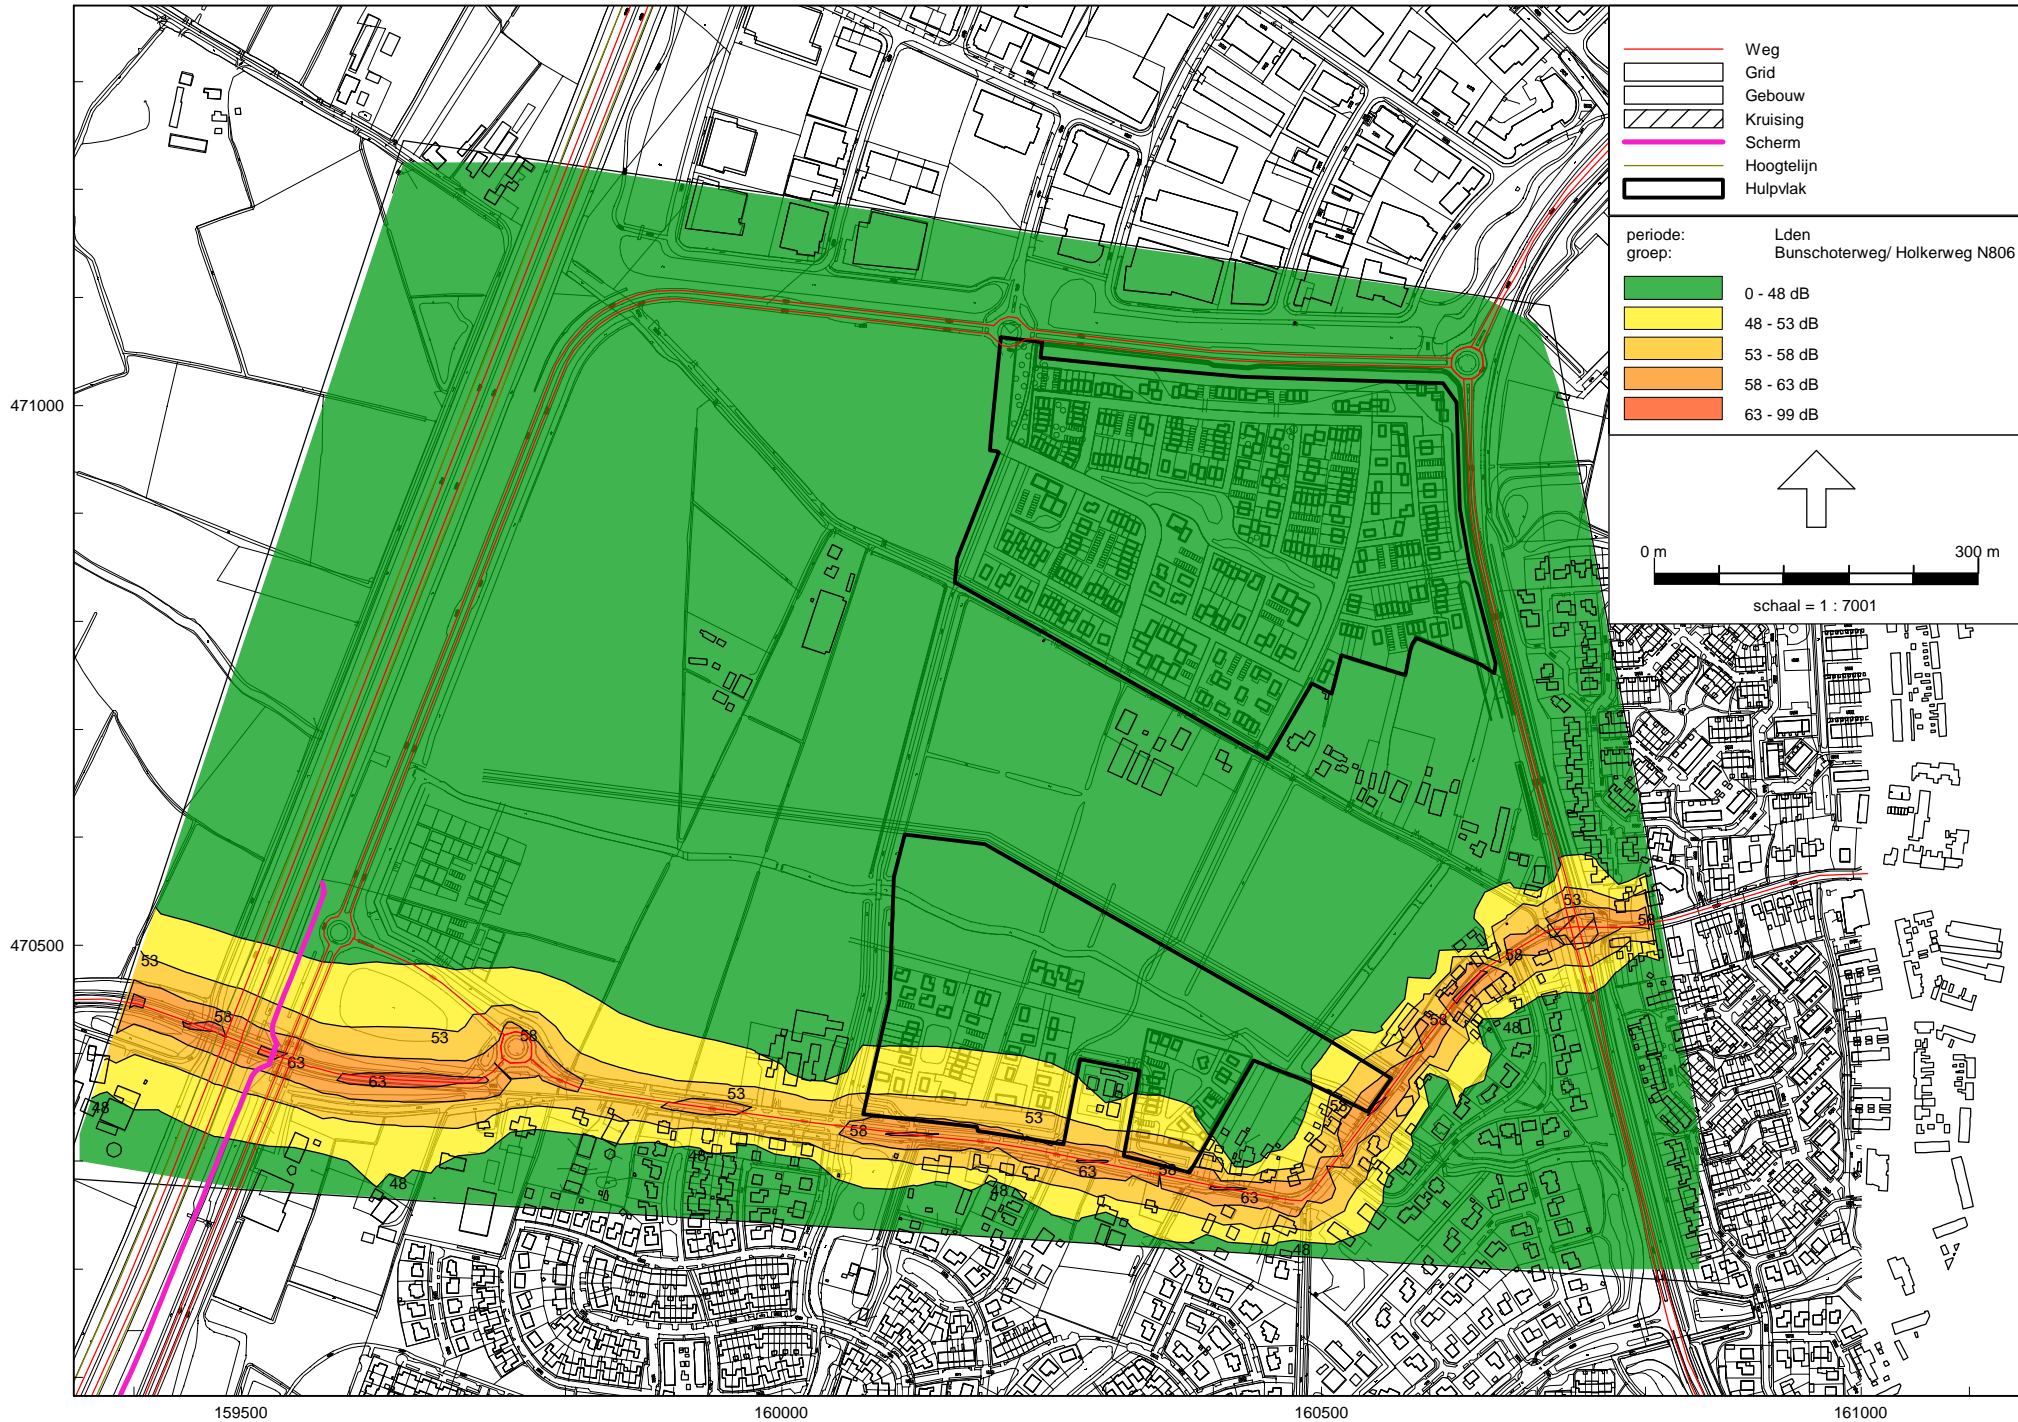 Weg
Grid
Gebouw
Kruising
Scherm
Hoogtelijn
Hulpvlak
periode: Lden
groep: Bunschoterweg/ Holkerweg N806
0 - 48 dB
48 - 53 dB
53 - 58 dB
58 - 63 dB
63 - 99 dB
0 m 300 m
schaal = 1 : 7001
471000
470500
53
58
53
53
58
53
58
63
63
58
48
53
53
58
58
63
58
63
48
48
48
48
48
159500
160000
160500
161000